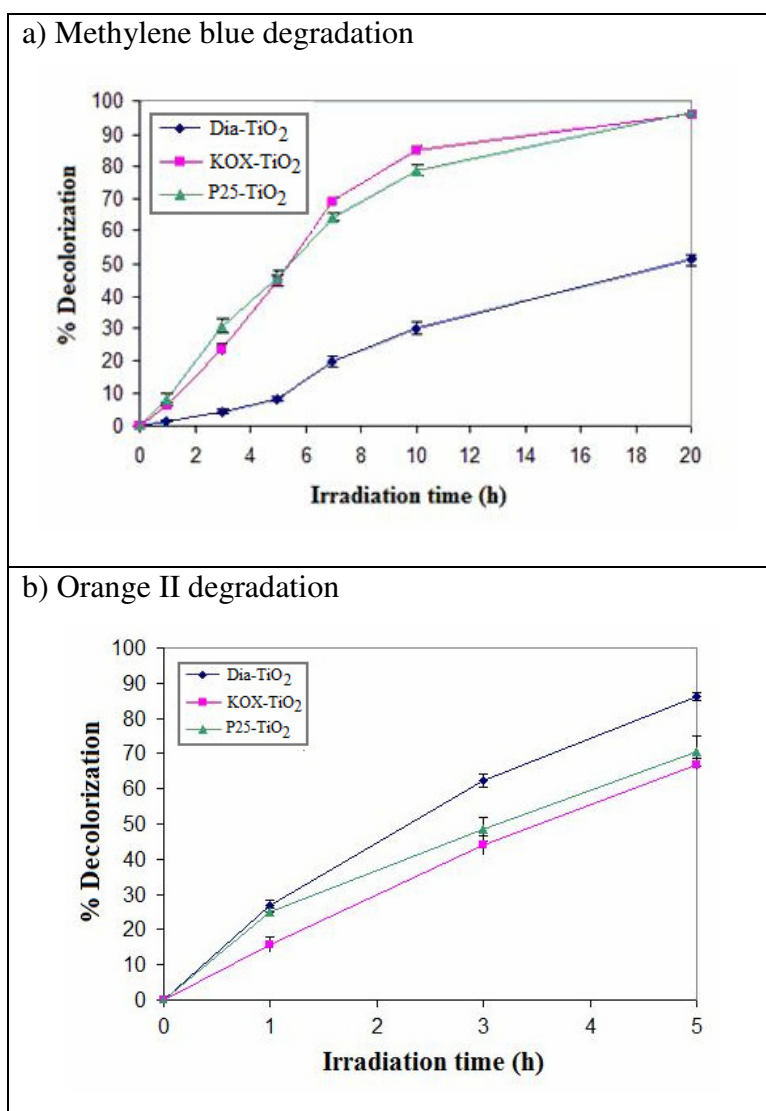 a) Methylene blue degradation
100
90
80
70
60
50
40
30
20
10
0
% Decolorization
Dia-TiO2
KOX-TiO2
P25-TiO2
0 2 4 6 8 10 12 14 16 18 20
Irradiation time (h)
b) Orange II degradation
100
90
80
70
60
50
40
30
20
10
0
% Decolorization
Dia-TiO2
KOX-TiO2
P25-TiO2
0 1 2 3 4 5
Irradiation time (h)